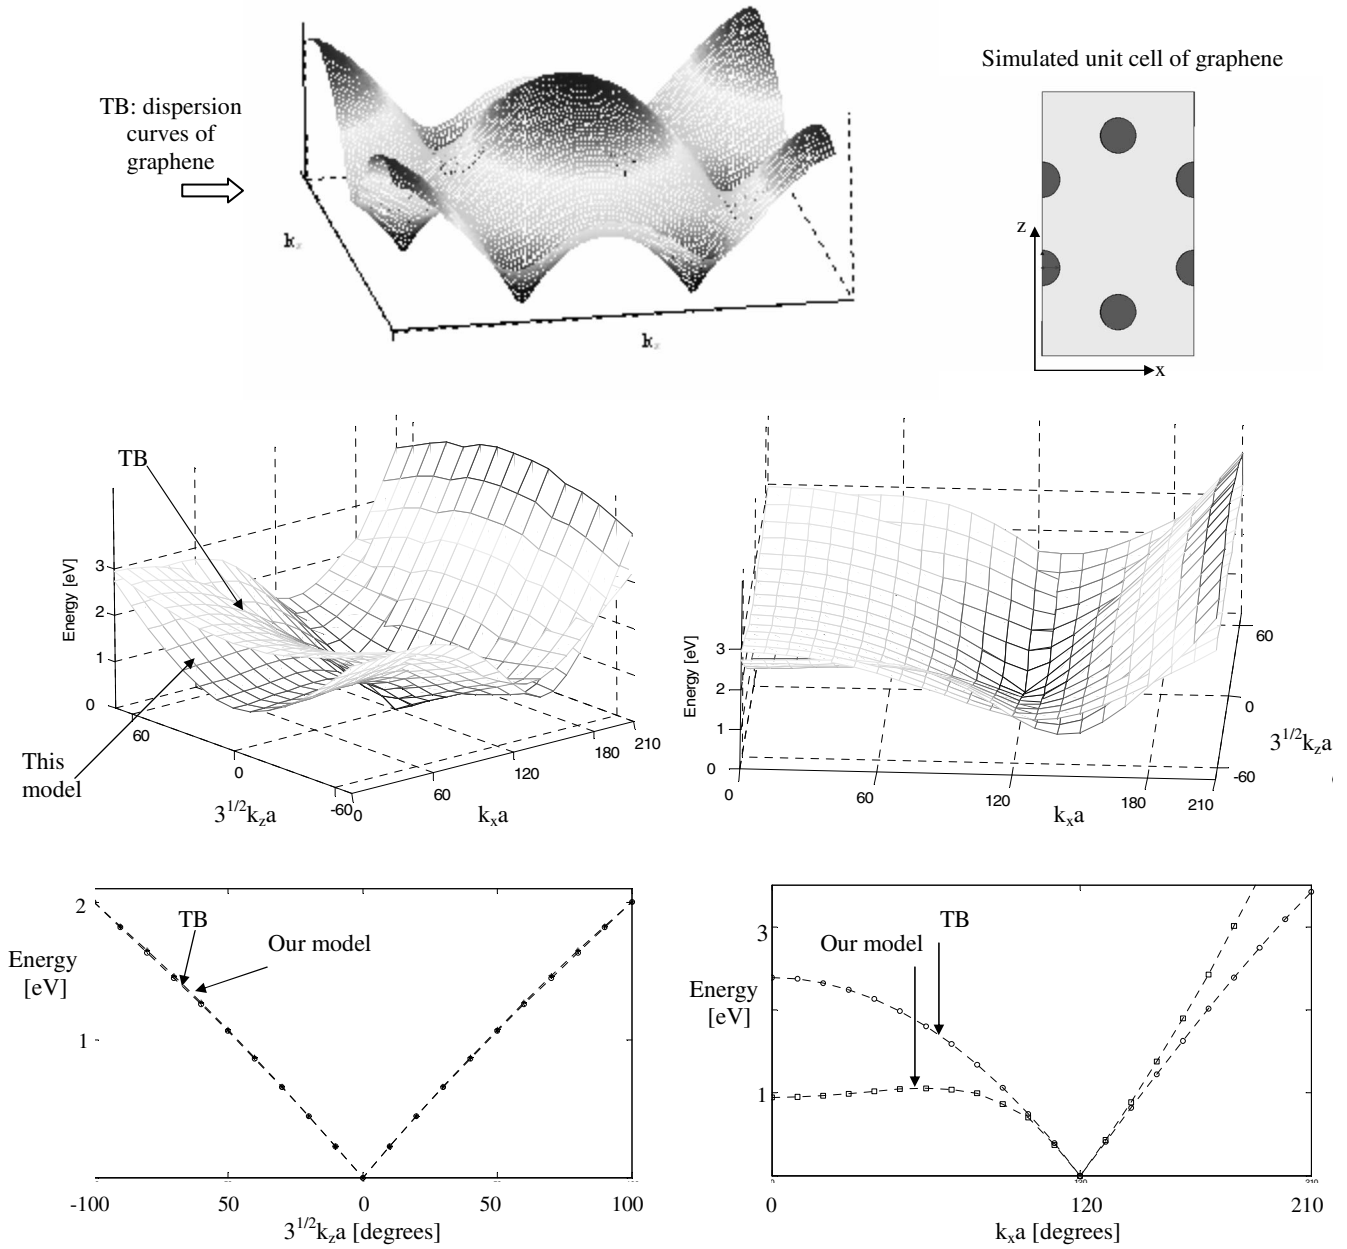 Simulated unit cell of graphene
TB: dispersion
curves of
graphene
z
x
TB
Energy [eV]
3
2
1
0
60
0
-60
0
60
120
180
210
This
model
3^{1/2}k_za
k_xa
Energy [eV]
3
2
1
0
0
60
120
180
210
60
0
-60
3^{1/2}k_za
k_xa
2
TB
Our model
Energy
[eV]
1
-100
50
0
50
100
3^{1/2}k_za [degrees]
3
TB
Our model
Energy
[eV]
1
0
120
210
k_xa [degrees]